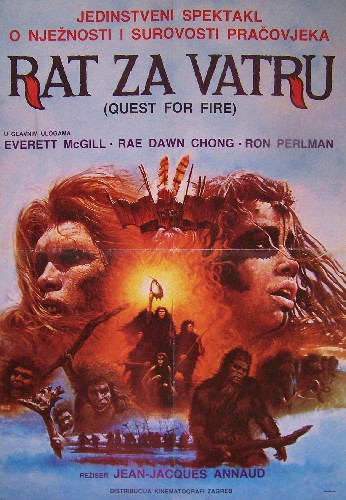 JEDINSTVENI SPEKTAKL
O NJEŽNOSTI I SUROVOSTI PRAČOVJEKA
RAT ZA VATRU
(QUEST FOR FIRE)
U GLAVNIM ULOGAMA
EVERETT McGILL · RAE DAWN CHONG · RON PERLMAN
REŽISER JEAN-JACQUES ANNAUD
DISTRIBUCIJA KINEMATOGRAFI ZAGREB